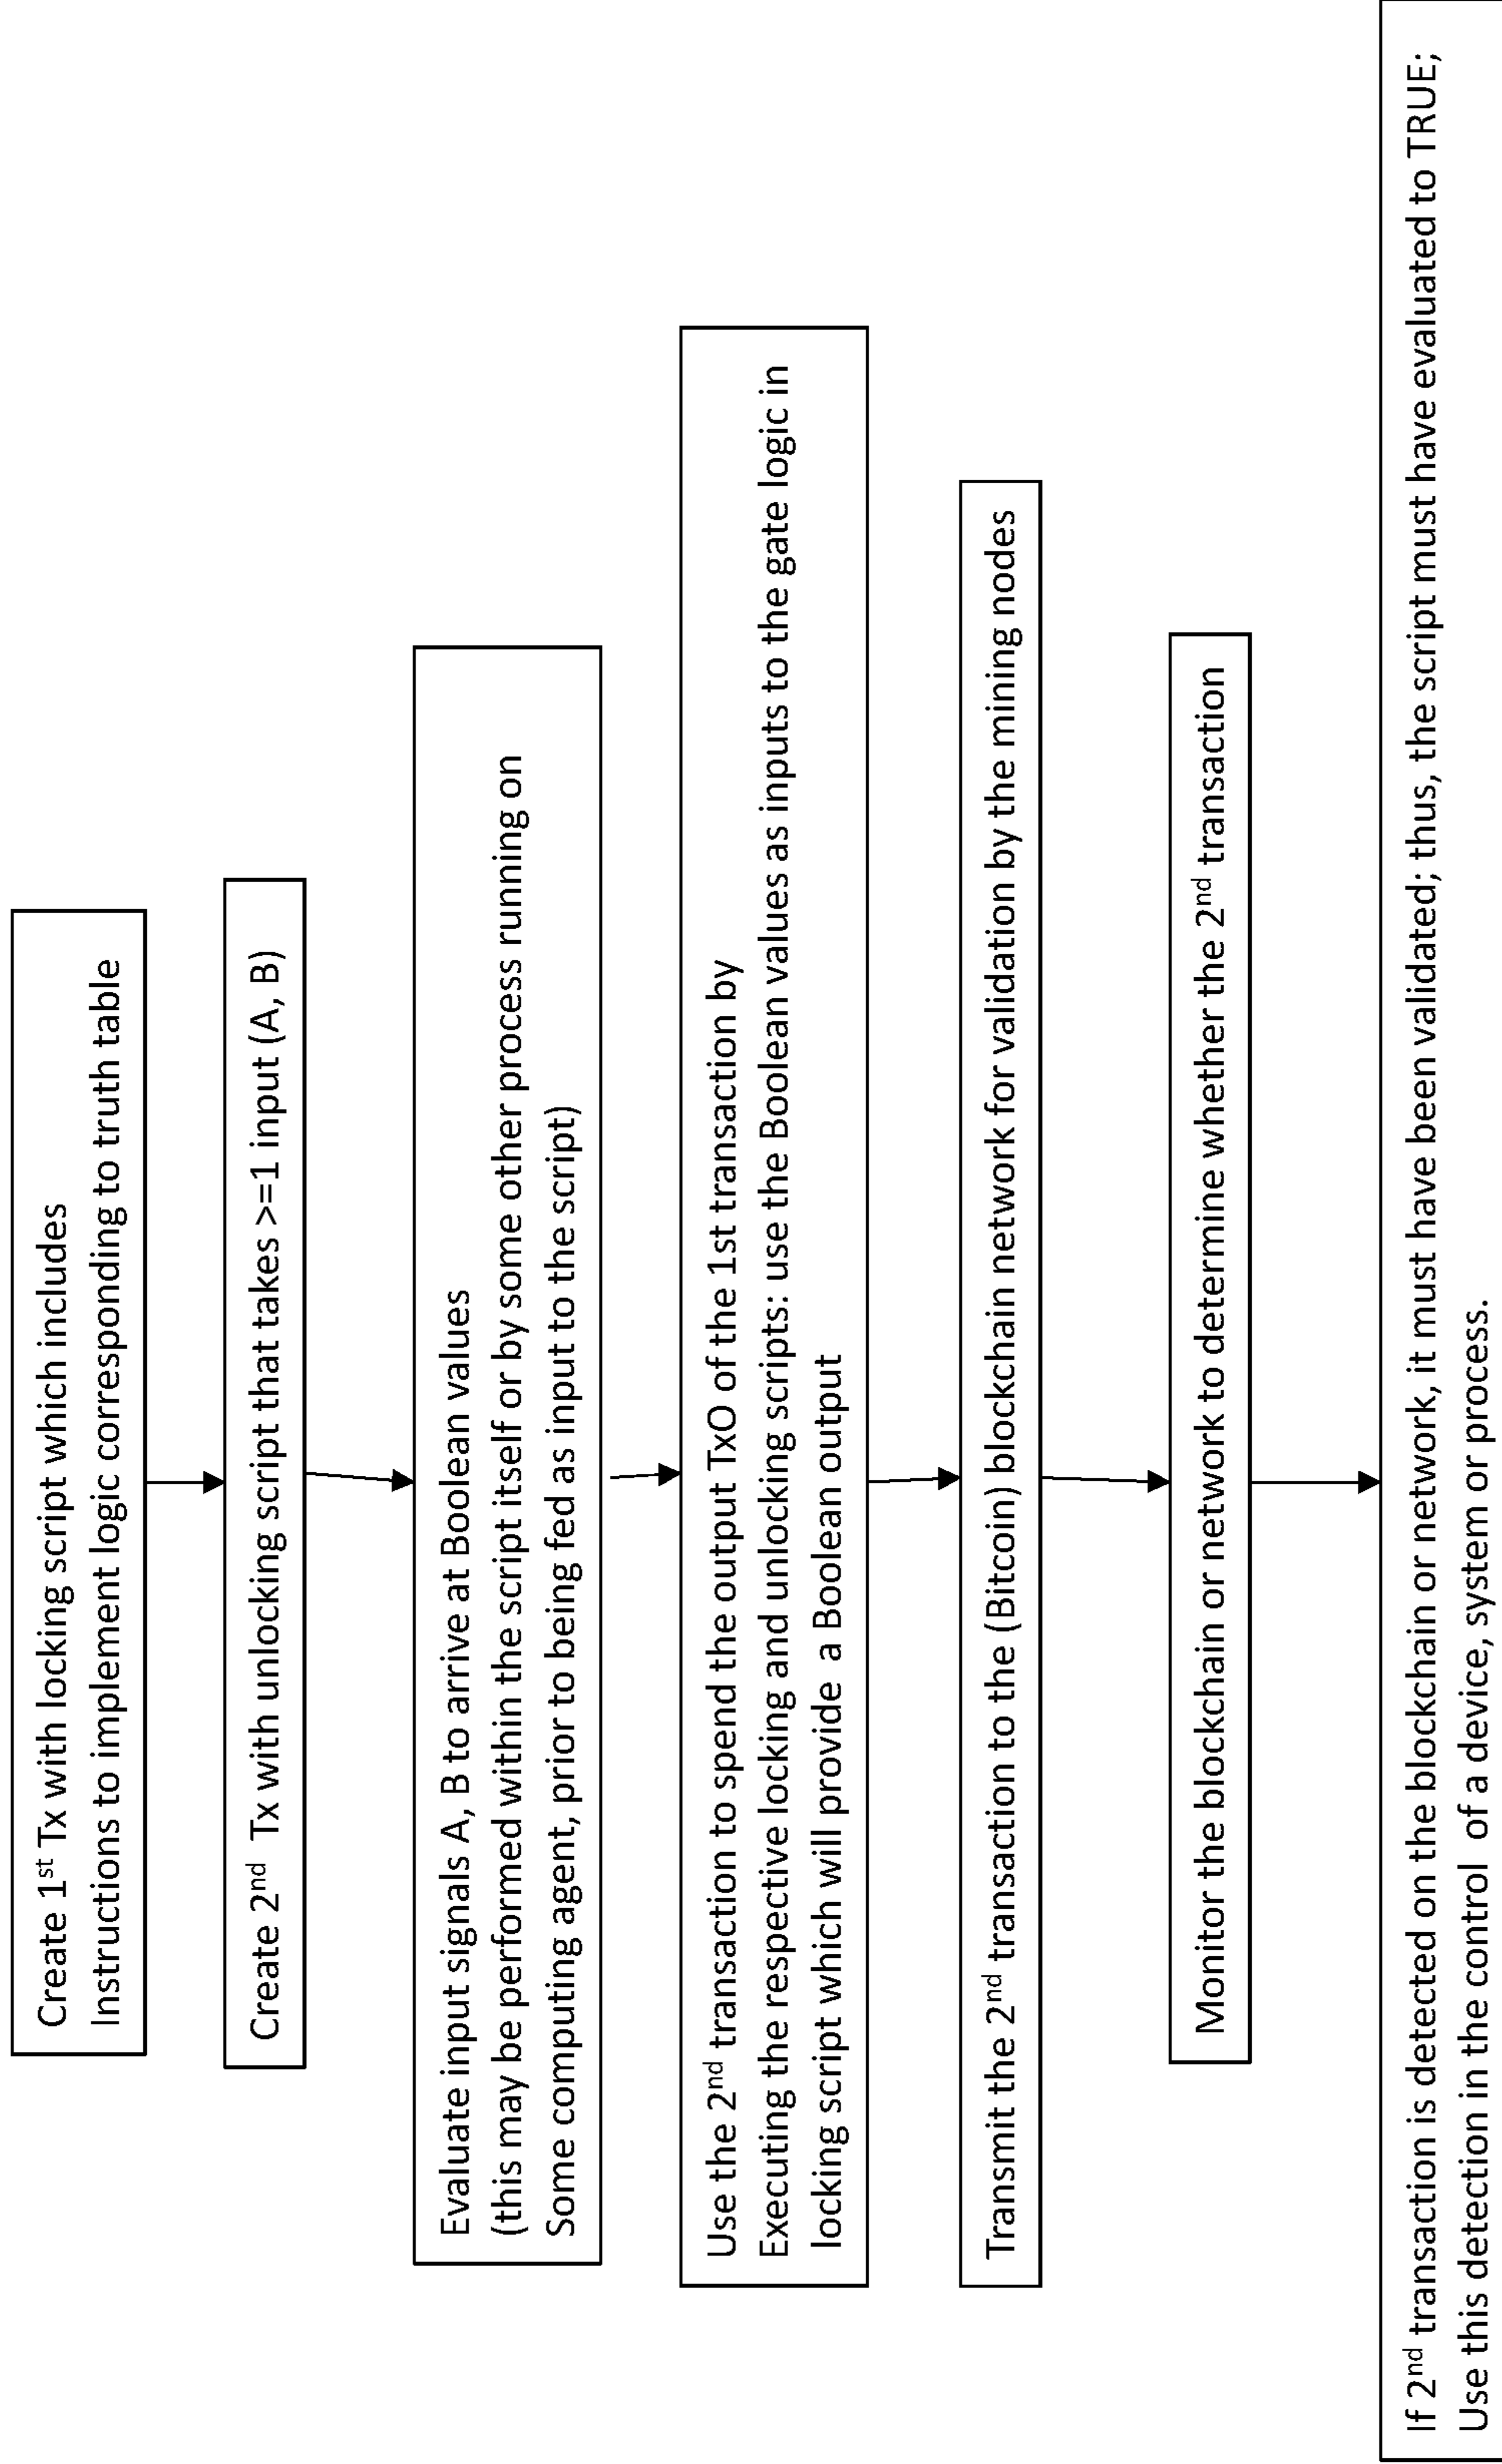 Create 1st Tx with locking script which includes
Instructions to implement logic corresponding to truth table
Create 2nd Tx with unlocking script that takes >=1 input (A, B)
Evaluate input signals A, B to arrive at Boolean values
(this may be performed within the script itself or by some other process running on
Some computing agent, prior to being fed as input to the script)
Use the 2nd transaction to spend the output TxO of the 1st transaction by
Executing the respective locking and unlocking scripts: use the Boolean values as inputs to the gate logic in
locking script which will provide a Boolean output
Transmit the 2nd transaction to the (Bitcoin) blockchain network for validation by the mining nodes
Monitor the blockchain or network to determine whether the 2nd transaction
If 2nd transaction is detected on the blockchain or network, it must have been validated; thus, the script must have evaluated to TRUE;
Use this detection in the control of a device, system or process.